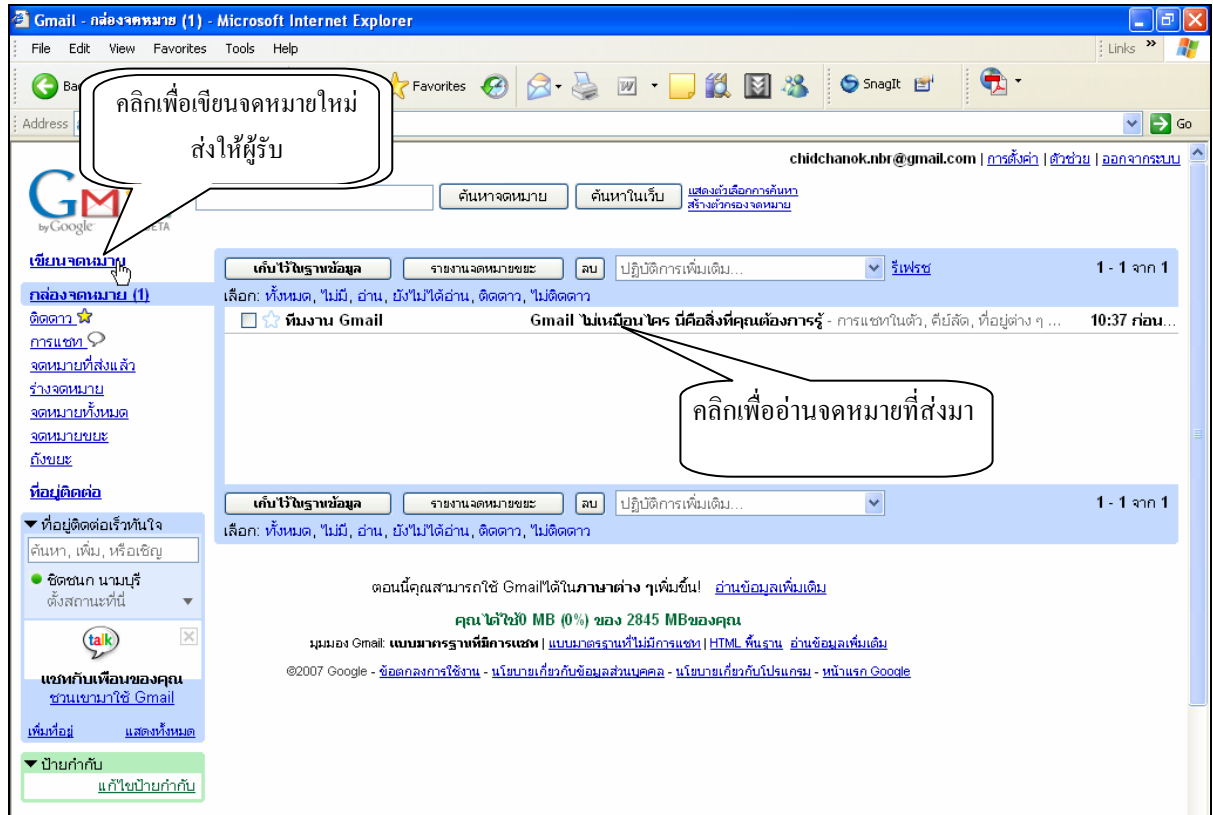 Gmail - กล่องจดหมาย (1) - Microsoft Internet Explorer
File Edit View Favorites Tools Help
Links »
Favorites
SnagIt
Address
Go
คลิกเพื่อเขียนจดหมายใหม่
ส่งให้ผู้รับ
chidchanok.nbr@gmail.com | การตั้งค่า | ตัวช่วย | ออกจากระบบ
by Google
ค้นหาจดหมาย ค้นหาในเว็บ
แสดงตัวเลือกการค้นหา
สร้างตัวกรองจดหมาย
เขียนจดหมาย
กล่องจดหมาย (1)
ติดดาว
การแชท
จดหมายที่ส่งแล้ว
ร่างจดหมาย
จดหมายทั้งหมด
จดหมายขยะ
ถังขยะ
ที่อยู่ติดต่อ
ที่อยู่ติดต่อเร็วทันใจ
ค้นหา, เพิ่ม, หรือเชิญ
ชิดชนก นามบุรี
ตั้งสถานะที่นี่
talk
แชทกับเพื่อนของคุณ
ชวนเขามาใช้ Gmail
เพิ่มที่อยู่ แสดงทั้งหมด
ป้ายกำกับ
แก้ไขป้ายกำกับ
เก็บไว้ในฐานข้อมูล รายงานจดหมายขยะ ลบ ปฏิบัติการเพิ่มเติม... รีเฟรช 1 - 1 จาก 1
เลือก: ทั้งหมด, ไม่มี, อ่าน, ยังไม่ได้อ่าน, ติดดาว, ไม่ติดดาว
ทีมงาน Gmail Gmail ไม่เหมือนใคร นี่คือสิ่งที่คุณต้องการรู้ - การแชทในตัว, คีย์ลัด, ที่อยู่ต่าง ๆ ... 10:37 ก่อน...
คลิกเพื่ออ่านจดหมายที่ส่งมา
เก็บไว้ในฐานข้อมูล รายงานจดหมายขยะ ลบ ปฏิบัติการเพิ่มเติม... 1 - 1 จาก 1
เลือก: ทั้งหมด, ไม่มี, อ่าน, ยังไม่ได้อ่าน, ติดดาว, ไม่ติดดาว
ตอนนี้คุณสามารถใช้ Gmailได้ในภาษาต่าง ๆเพิ่มขึ้น! อ่านข้อมูลเพิ่มเติม
คุณได้ใช้0 MB (0%) ของ 2845 MBของคุณ
มุมมอง Gmail: แบบมาตรฐานที่มีการแชท | แบบมาตรฐานที่ไม่มีการแชท | HTML พื้นฐาน อ่านข้อมูลเพิ่มเติม
©2007 Google - ข้อตกลงการใช้งาน - นโยบายเกี่ยวกับข้อมูลส่วนบุคคล - นโยบายเกี่ยวกับโปรแกรม - หน้าแรก Google